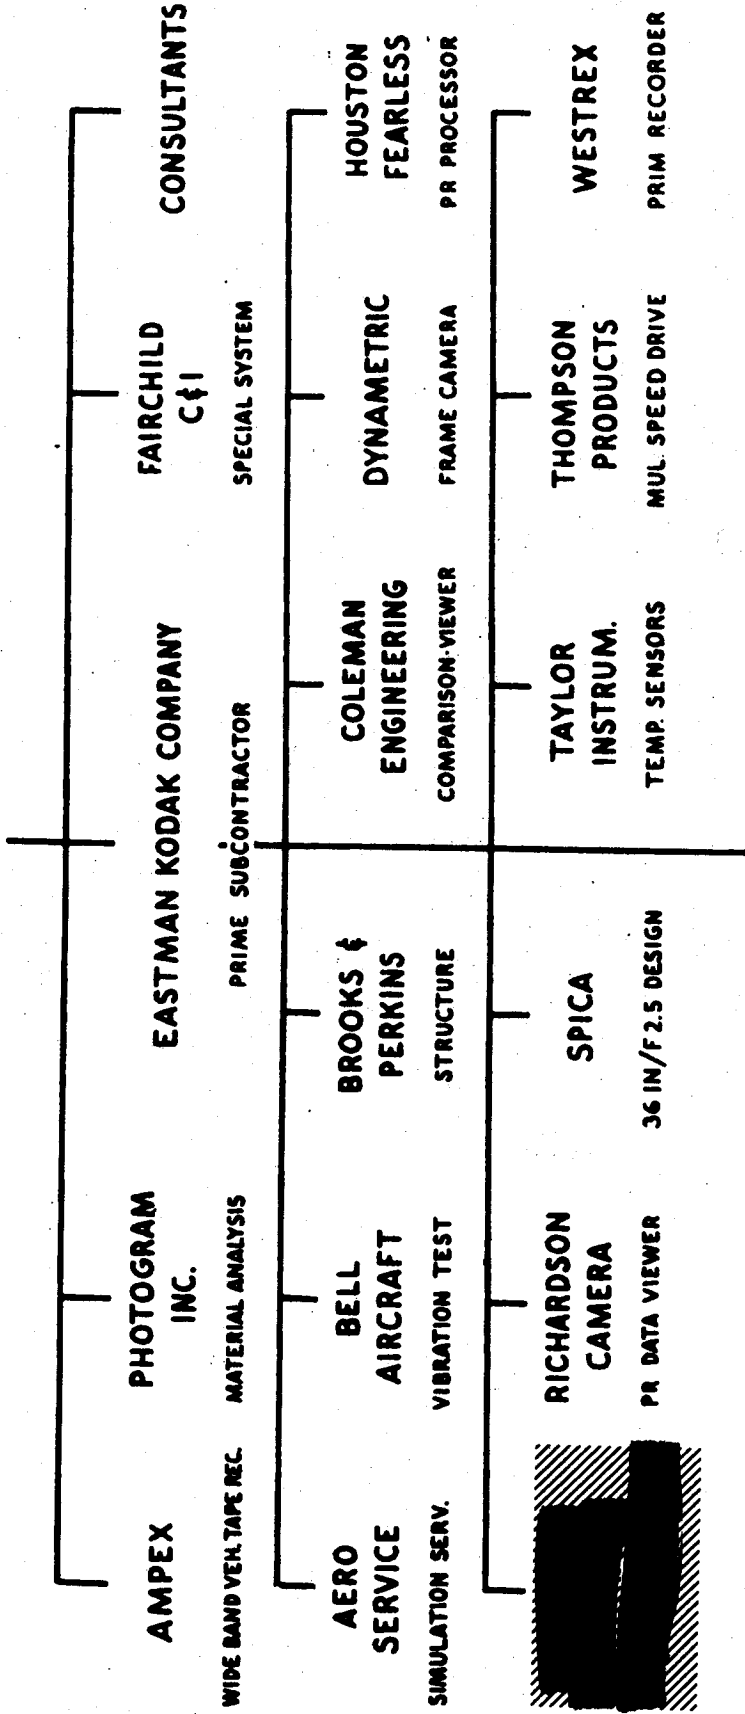 AMPEX
WIDE BAND VEH. TAPE REC.
PHOTOGRAM
INC.
MATERIAL ANALYSIS
EASTMAN KODAK COMPANY
PRIME SUBCONTRACTOR
FAIRCHILD
C&I
SPECIAL SYSTEM
CONSULTANTS
AERO
SERVICE
SIMULATION SERV.
BELL
AIRCRAFT
VIBRATION TEST
BROOKS &
PERKINS
STRUCTURE
COLEMAN
ENGINEERING
COMPARISON-VIEWER
DYNAMETRIC
FRAME CAMERA
HOUSTON
FEARLESS
PR PROCESSOR
RICHARDSON
CAMERA
PR DATA VIEWER
SPICA
36 IN/F2.5 DESIGN
TAYLOR
INSTRUM.
TEMP. SENSORS
THOMPSON
PRODUCTS
MUL. SPEED DRIVE
WESTREX
PRIM RECORDER